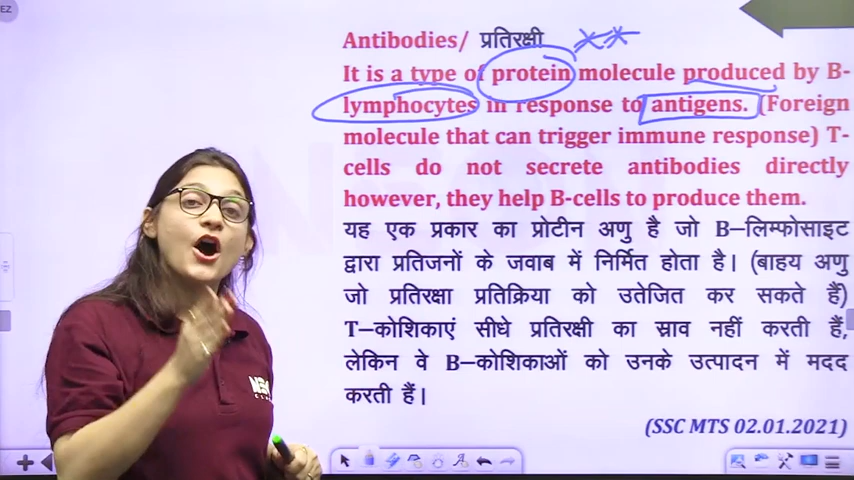 EZ
Antibodies/ प्रतिरक्षी
It is a type of protein molecule produced by B-
lymphocytes in response to antigens. (Foreign
molecule that can trigger immune response) T-
cells do not secrete antibodies directly
however, they help B-cells to produce them.
यह एक प्रकार का प्रोटीन अणु है जो B–लिम्फोसाइट
द्वारा प्रतिजनों के जवाब में निर्मित होता है। (बाहय अणु
जो प्रतिरक्षा प्रतिक्रिया को उतेजित कर सकते हैं)
T–कोशिकाएं सीधे प्रतिरक्षी का स्राव नहीं करती हैं,
लेकिन वे B–कोशिकाओं को उनके उत्पादन में मदद
करती हैं।
(SSC MTS 02.01.2021)